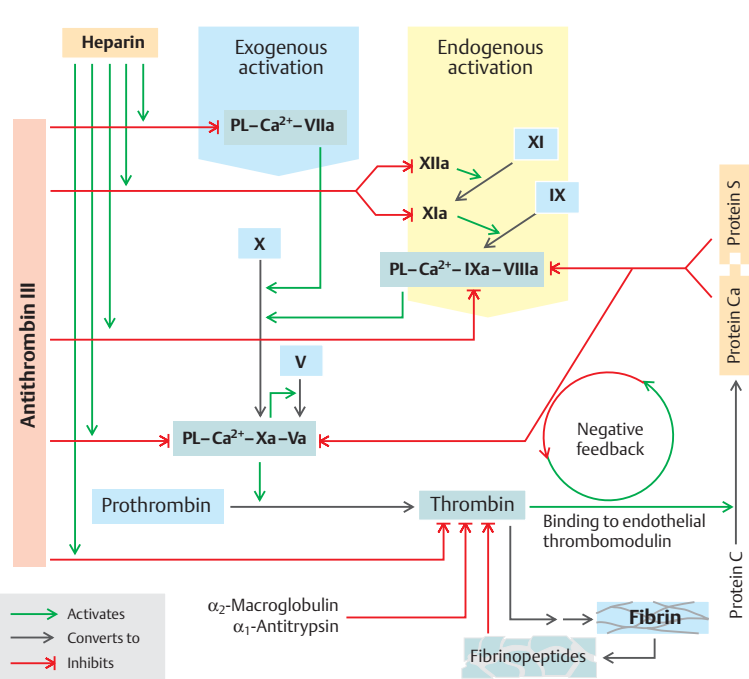 Heparin
Exogenous
activation
Endogenous
activation
PL–Ca²⁺–VIIa
XI
XIIa
IX
XIa
X
PL–Ca²⁺–IXa–VIIIa
Protein S
Protein Ca
Antithrombin III
V
PL–Ca²⁺–Xa–Va
Negative
feedback
Prothrombin
Thrombin
Binding to endothelial
thrombomodulin
Protein C
α₂-Macroglobulin
α₁-Antitrypsin
Fibrin
Fibrinopeptides
Activates
Converts to
Inhibits